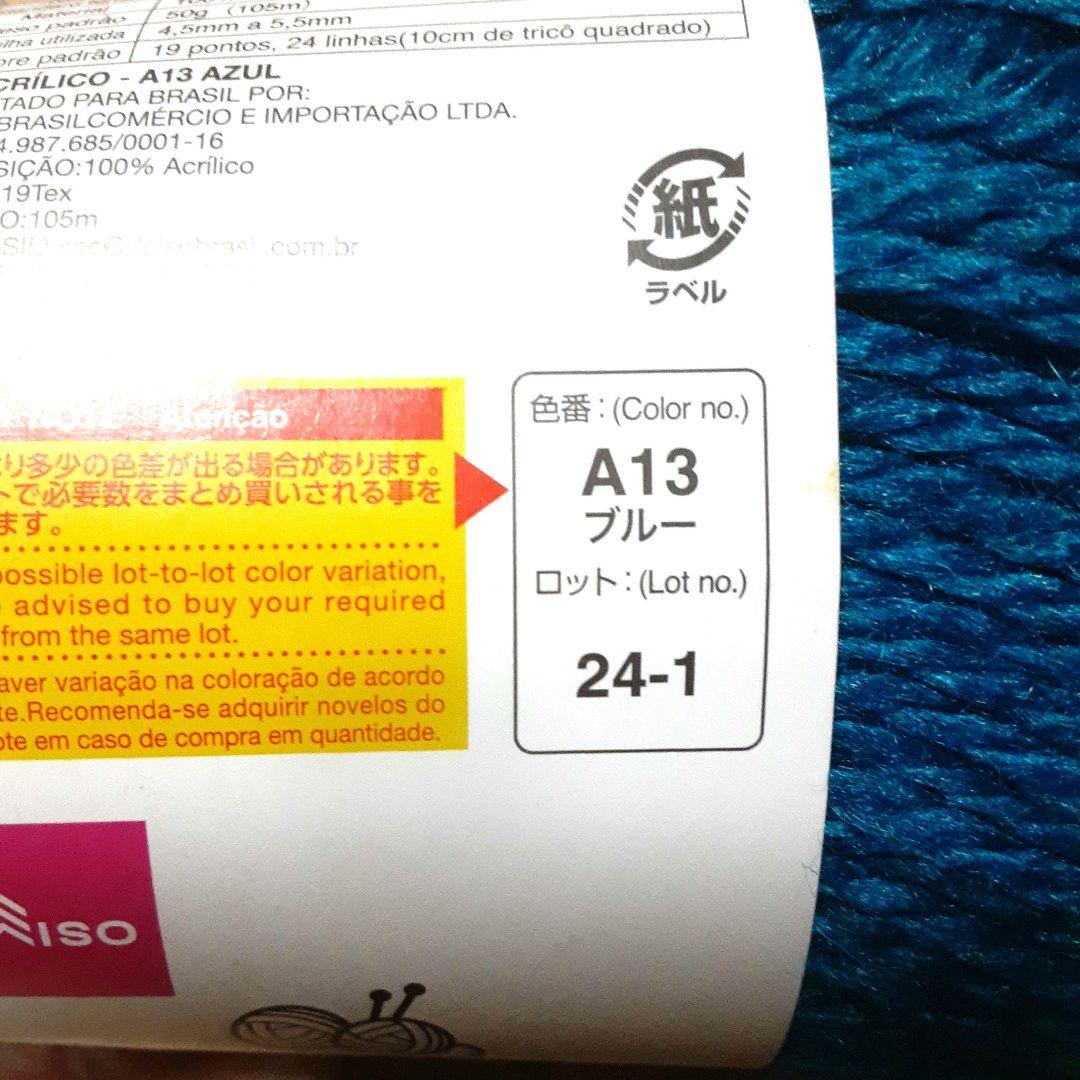 50g (105m)
peso padrão
4,5mm a 5,5mm
utilizada
19 pontos, 24 linhas(10cm de tricô quadrado)
padrão
CRÍLICO - A13 AZUL
TADO PARA BRASIL POR:
BRASILCOMÉRCIO E IMPORTAÇÃO LTDA.
4.987.685/0001-16
SIÇÃO:100% Acrílico
19Tex
O:105m
.com.br
紙
ラベル
Atenção
り多少の色差が出る場合があります。
トで必要数をまとめ買いされる事を
ます。
possible lot-to-lot color variation,
advised to buy your required
from the same lot.
aver variação na coloração de acordo
te.Recomenda-se adquirir novelos do
ote em caso de compra em quantidade.
色番：(Color no.)
A13
ブルー
ロット：(Lot no.)
24-1
AISO